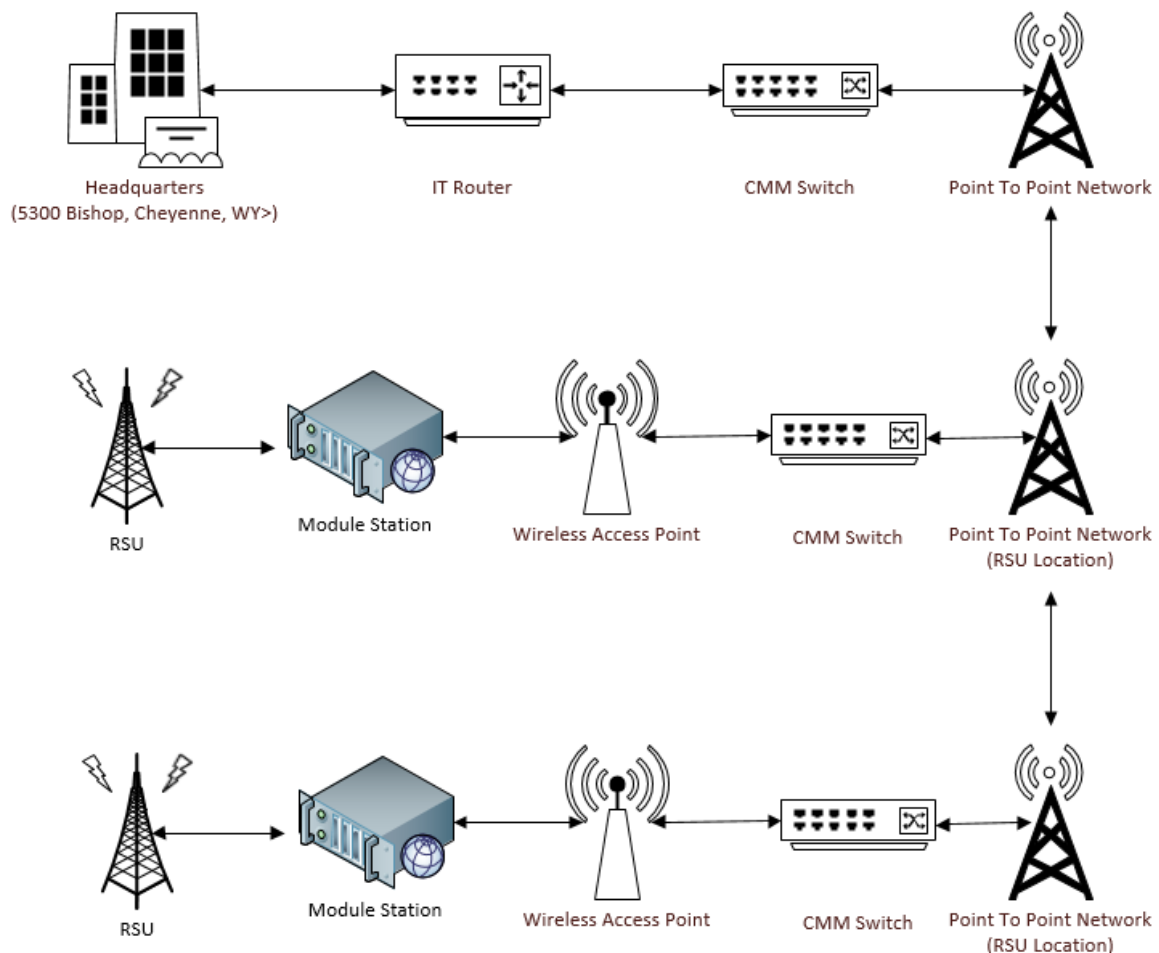 Headquarters
(5300 Bishop, Cheyenne, WY>)
IT Router
CMM Switch
Point To Point Network
RSU
Module Station
Wireless Access Point
CMM Switch
Point To Point Network
(RSU Location)
RSU
Module Station
Wireless Access Point
CMM Switch
Point To Point Network
(RSU Location)